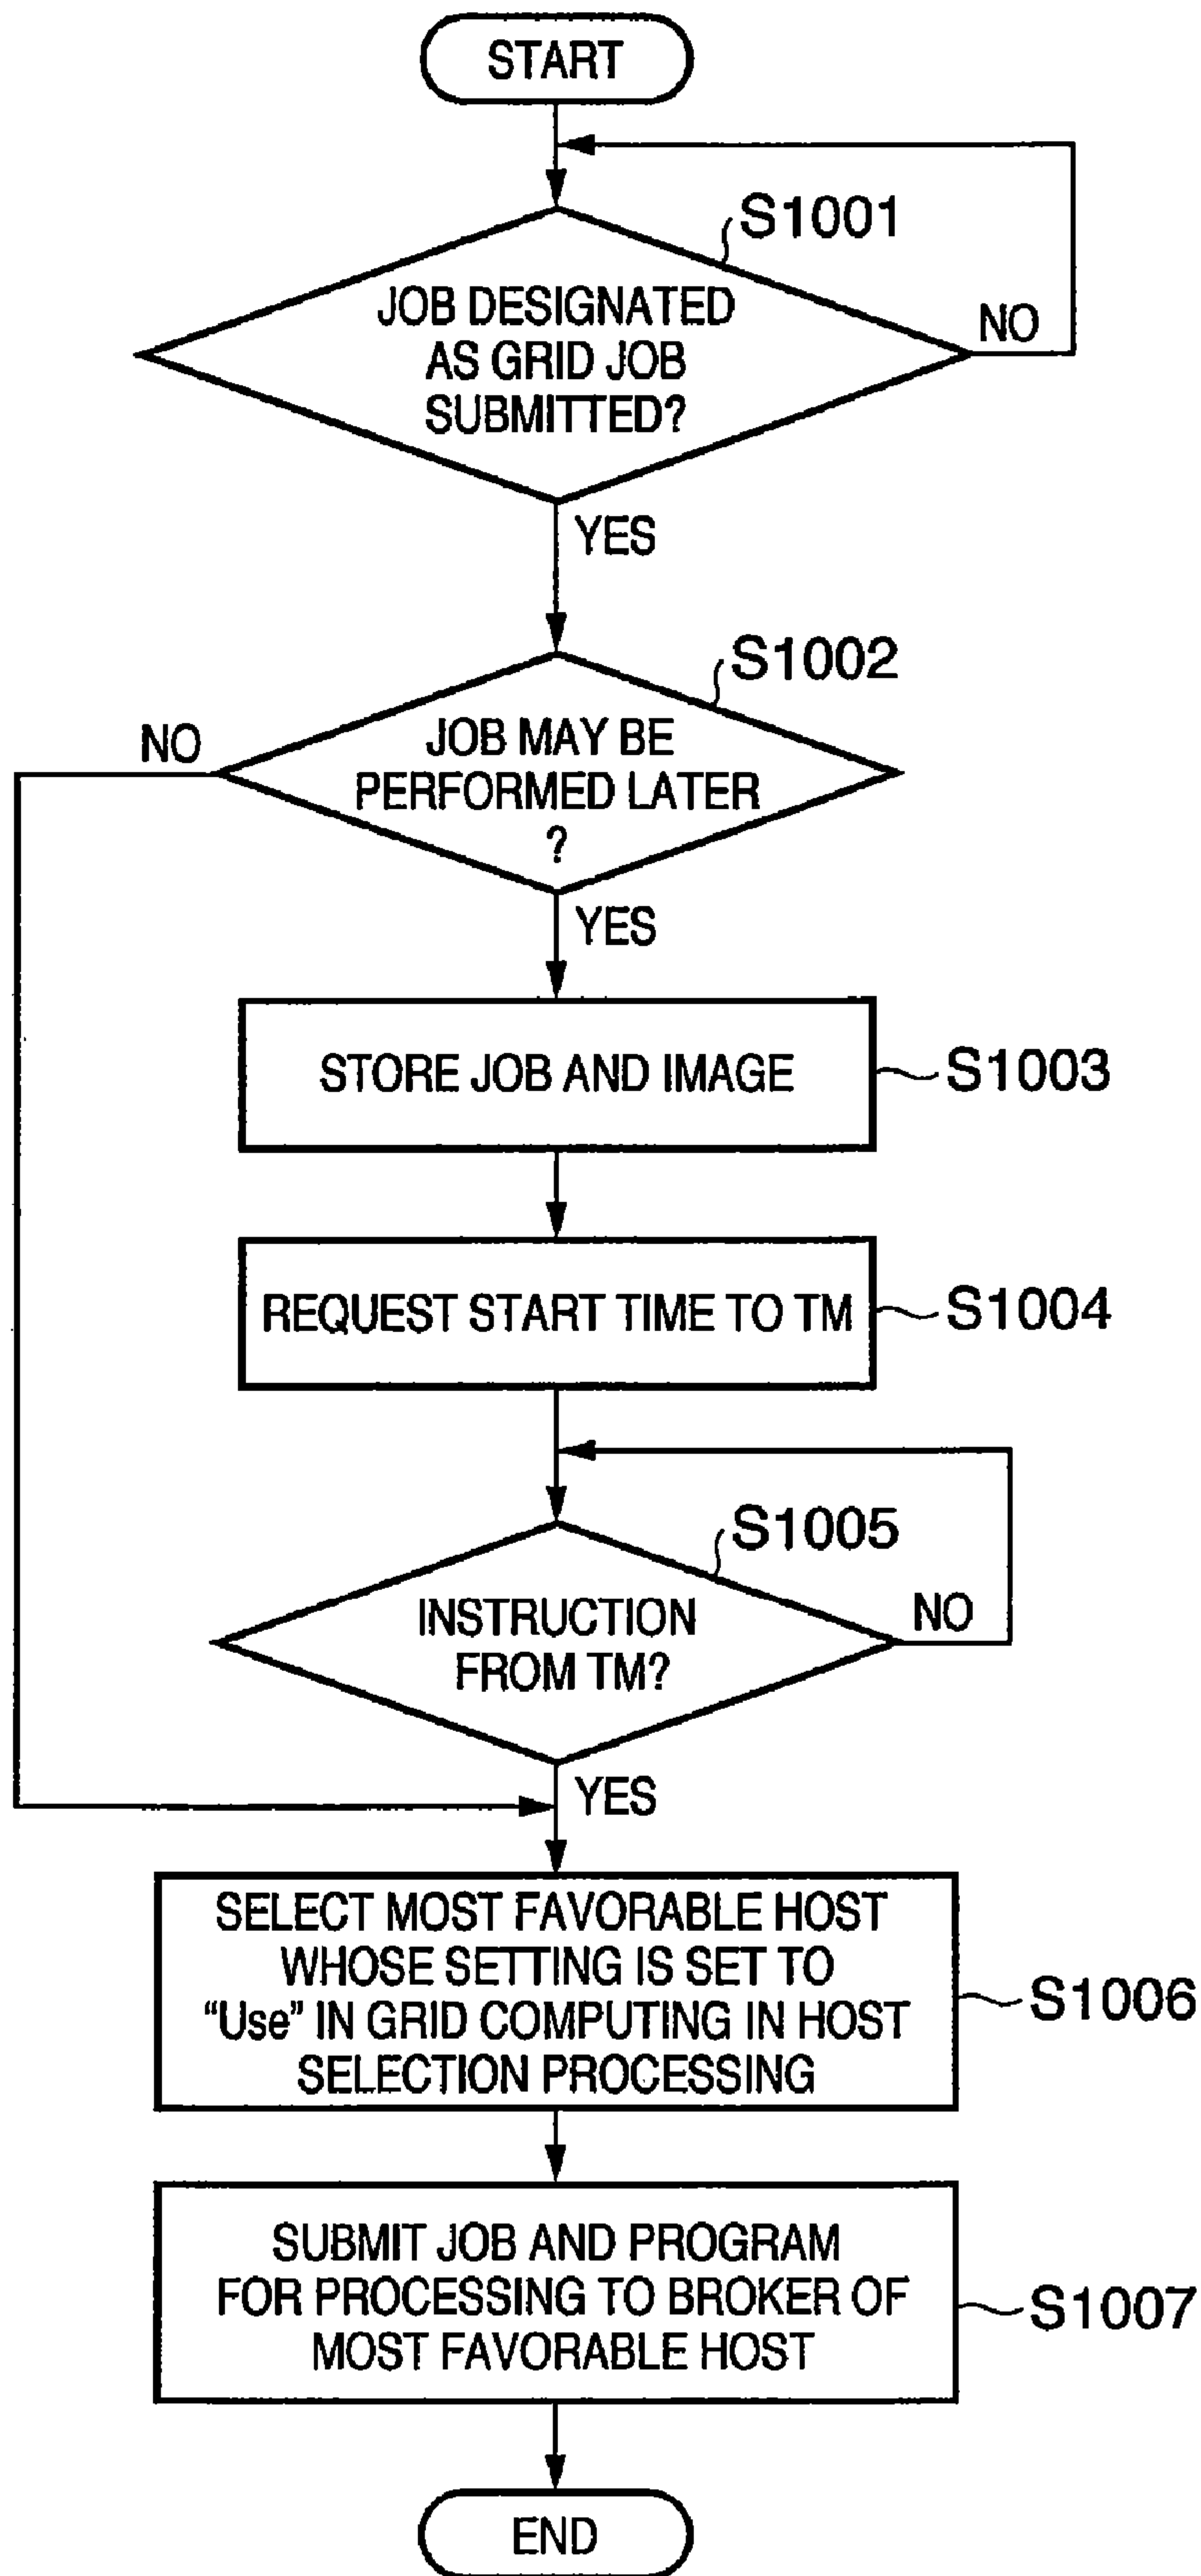 START
S1001
JOB DESIGNATED
AS GRID JOB
SUBMITTED?
NO
YES
S1002
NO
JOB MAY BE
PERFORMED LATER
?
YES
STORE JOB AND IMAGE
S1003
REQUEST START TIME TO TM
S1004
S1005
INSTRUCTION
FROM TM?
NO
YES
SELECT MOST FAVORABLE HOST
WHOSE SETTING IS SET TO
“Use” IN GRID COMPUTING IN HOST
SELECTION PROCESSING
S1006
SUBMIT JOB AND PROGRAM
FOR PROCESSING TO BROKER OF
MOST FAVORABLE HOST
S1007
END